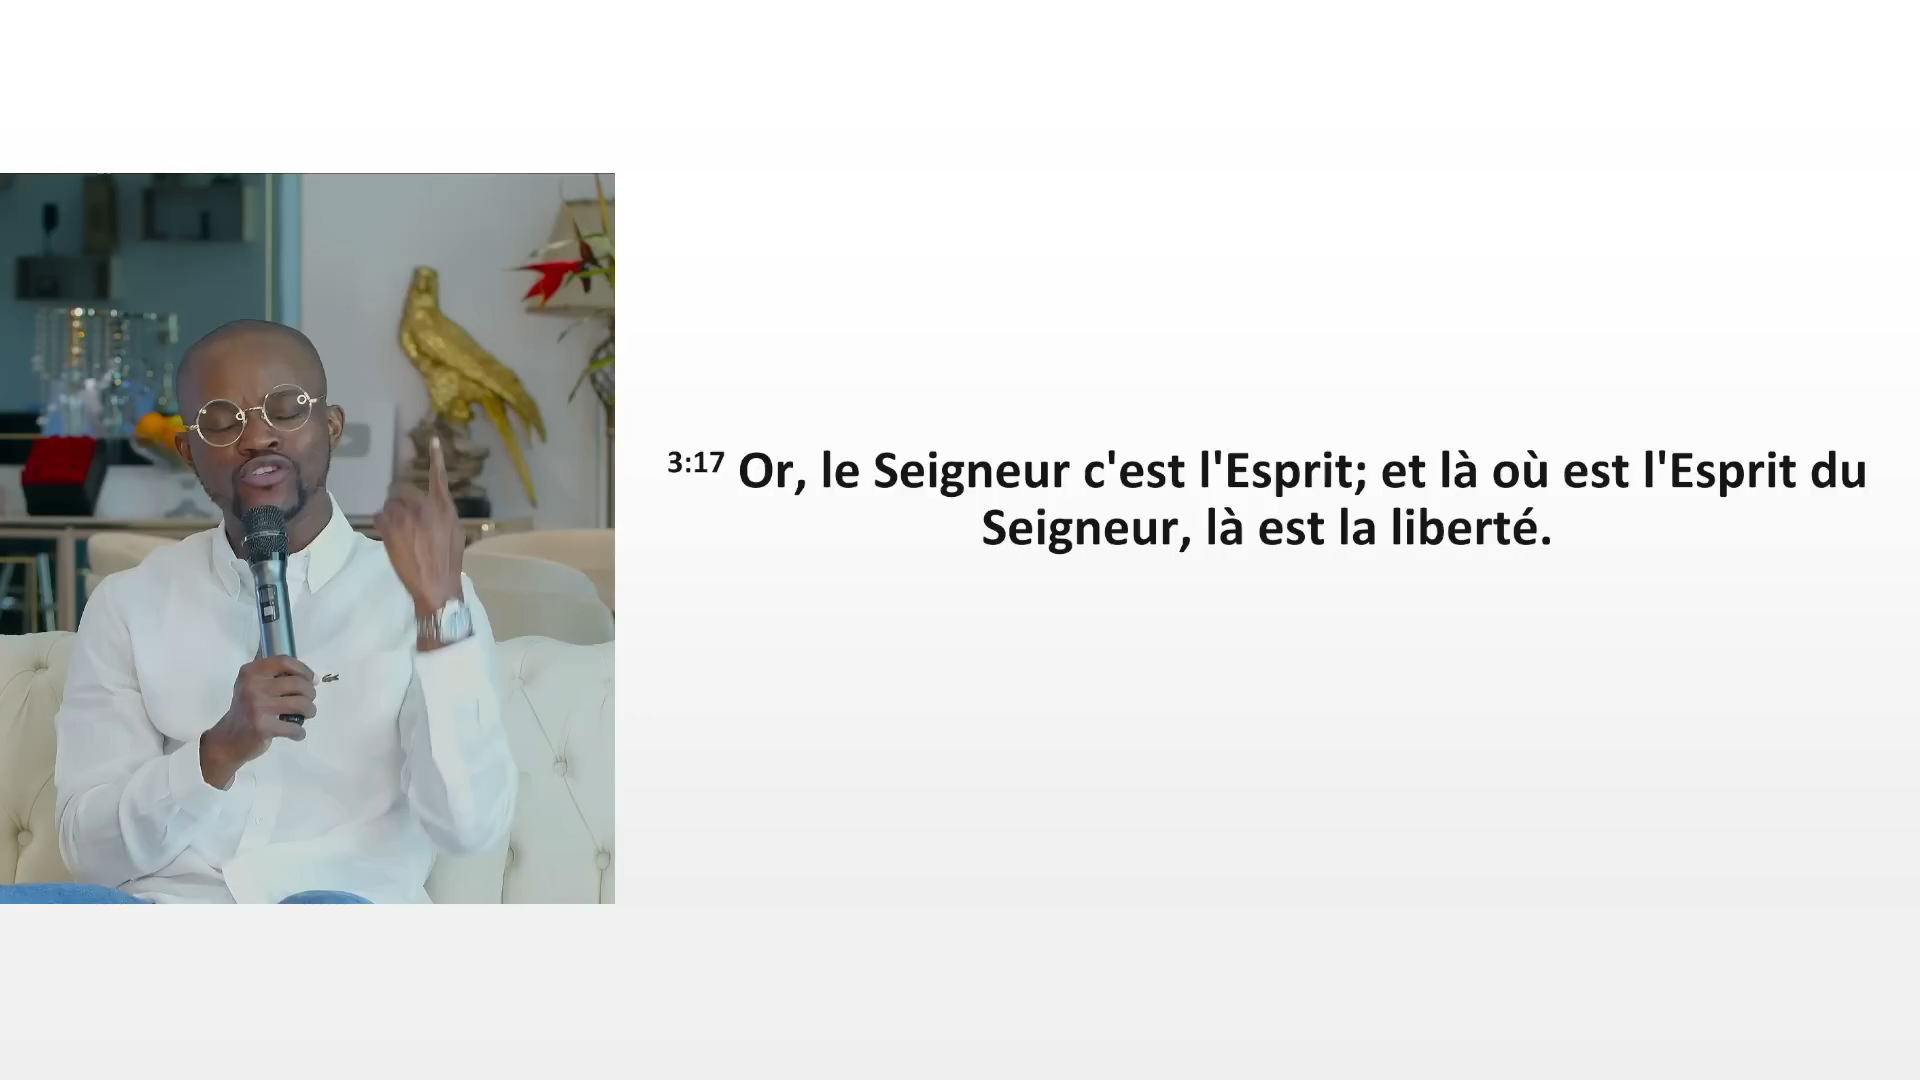 3:17 Or, le Seigneur c'est l'Esprit; et là où est l'Esprit du
Seigneur, là est la liberté.